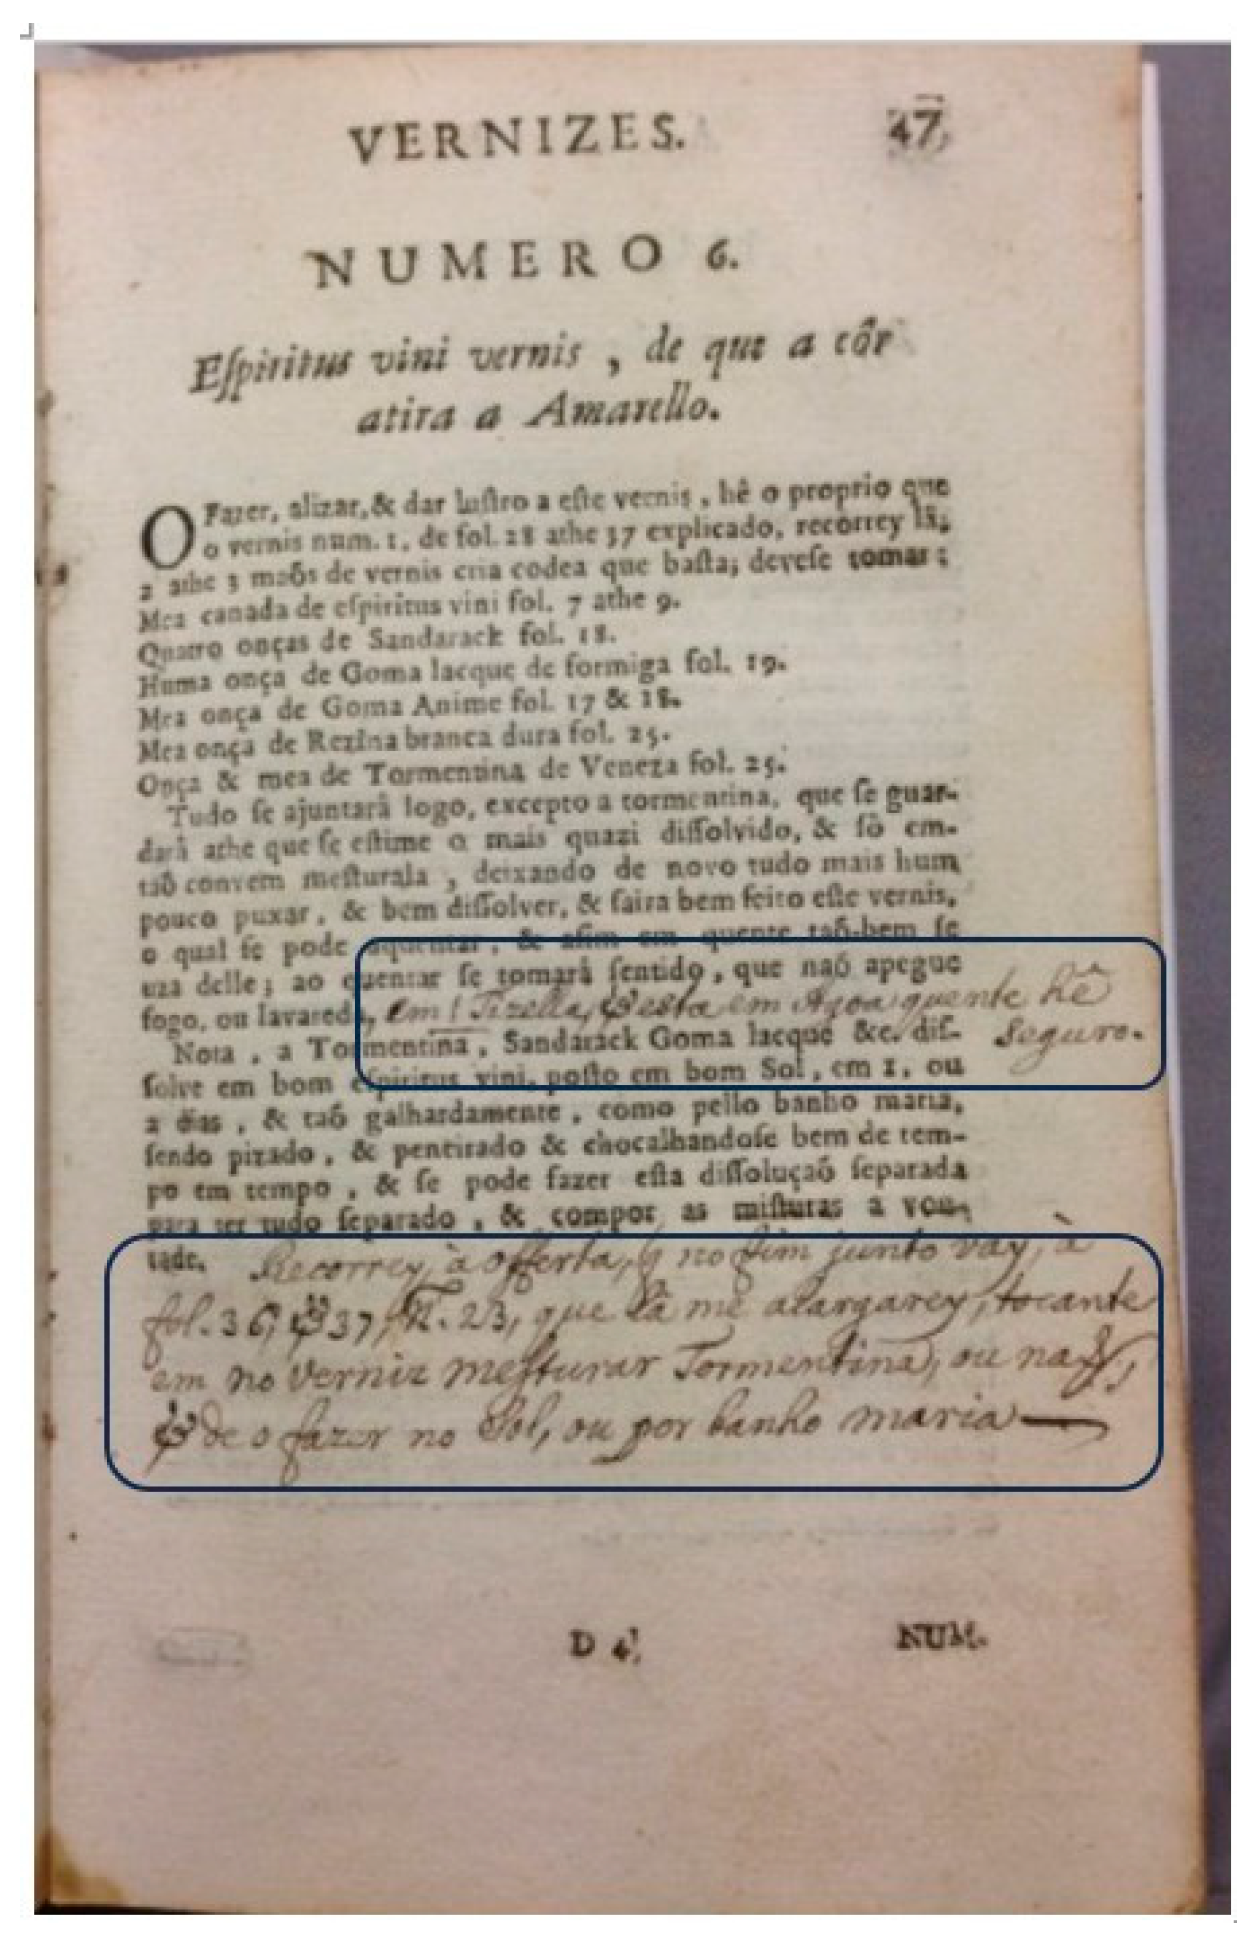 VERNIZES. 47
NUMERO 6.
Eſpiritus vini vernis , de que a côr
atira a Amarello.
O Fazer, alizar, & dar luſtro a eſte vernis , hê o proprio que
o vernis num. 1. de fol. 28 athe 37 explicado, recorrey lâ;
2 athe 3 maõs de vernis cria codea que baſta; deveſe tomar:
Mea canada de eſpiritus vini fol. 7 athe 9.
Quatro onças de Sandarack fol. 18.
Huma onça de Goma lacque de formiga fol. 19.
Mea onça de Goma Anime fol. 17 & 18.
Mea onça de Rezina branca dura fol. 25.
Onça & mea de Tormentina de Veneza fol. 25.
Tudo ſe ajuntarâ logo, excepto a tormentina, que ſe guar-
darâ athe que ſe eſtime o mais quazi diſſolvido, & ſò em-
taõ convem meſturala , deixando de novo tudo mais hum
pouco puxar, & bem diſſolver, & ſaira bem feito eſte vernis,
o qual ſe pode aquentar, & aſim em quente taõ-bem ſe
uza delle; ao quentar ſe tomarâ ſentido, que naõ apegue
fogo, ou lavareda, em Tizella, & esta em Agoa quente hê
seguro.
Nota , a Tormentina , Sandarack Goma lacque &c. diſ-
ſolve em bom eſpiritus vini, poſto em bom Sol, em 1, ou
2 dias , & taõ galhardamente , como pello banho maria,
ſendo pizado , & pentirado & chocalhandoſe bem de tem-
po em tempo , & ſe pode fazer eſta diſſoluçaõ ſeparada
para ter tudo ſeparado , & compor as miſturas a von-
tade. Recorrey, à offerta, q no fim junto vay, à
fol. 36, & 37, N. 23, que lâ me alargarey, tocante
em no Verniz meſturar Tormentina, ou naõ,
& de o fazer no Sol, ou por banho maria —
D 4, NUM.